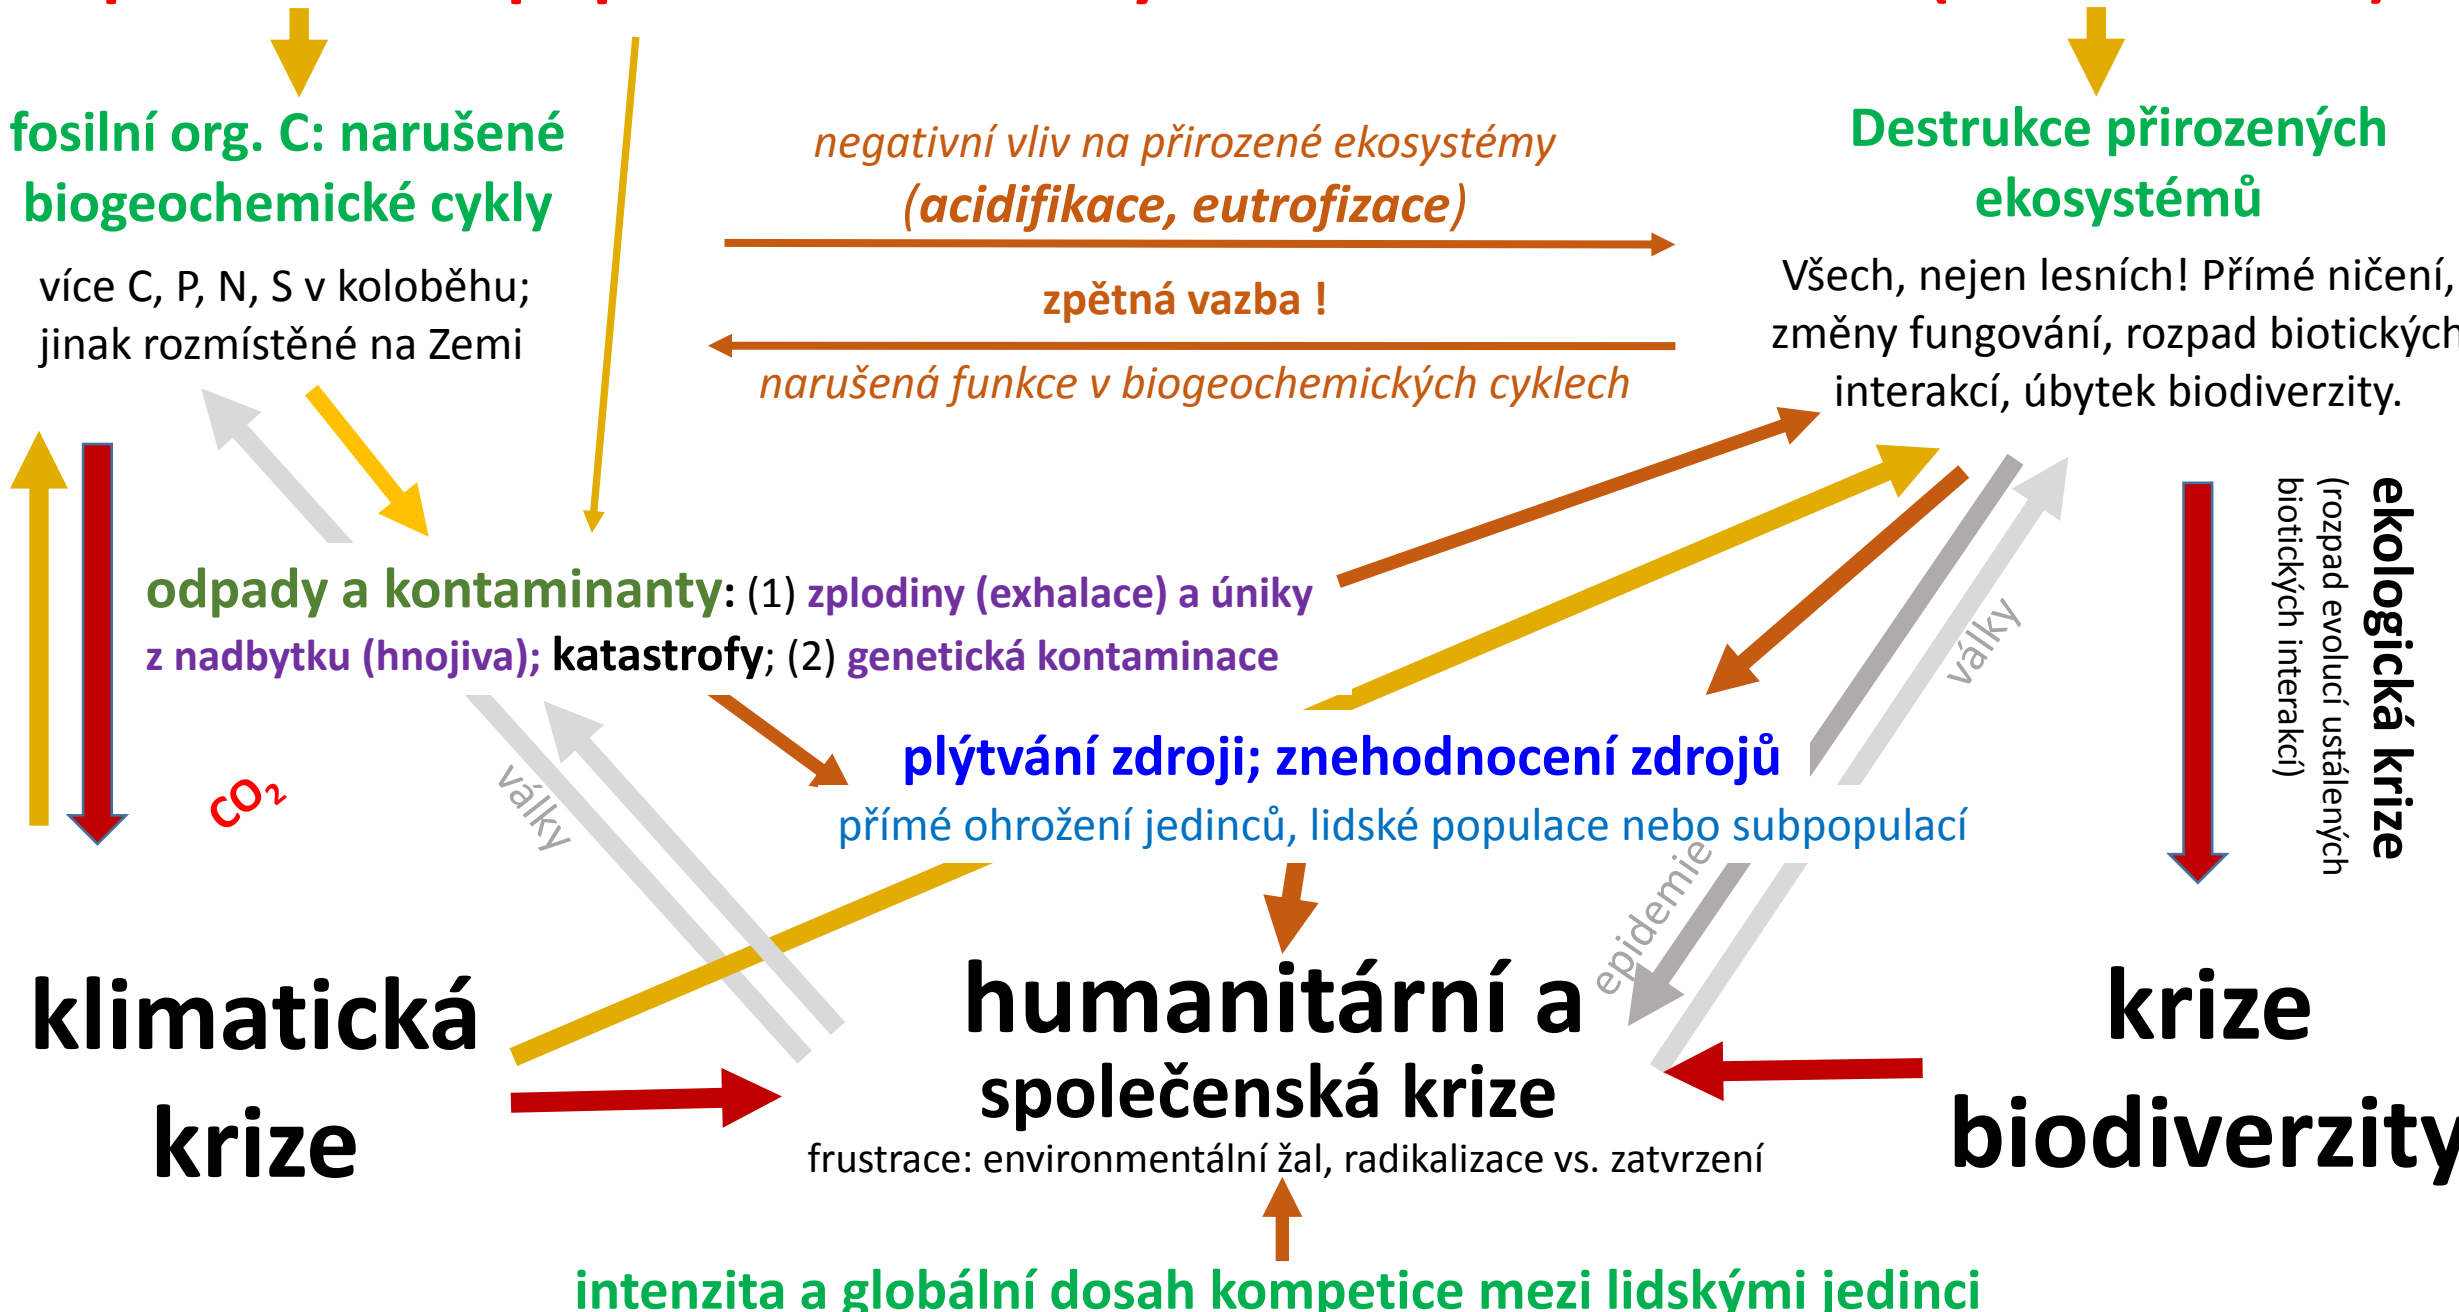 fosilní org. C: narušené
biogeochemické cykly
více C, P, N, S v koloběhu;
jinak rozmístěné na Zemi
negativní vliv na přirozené ekosystémy
(acidifikace, eutrofizace)
zpětná vazba !
narušená funkce v biogeochemických cyklech
Destrukce přirozených
ekosystémů
Všech, nejen lesních! Přímé ničení,
změny fungování, rozpad biotických
interakcí, úbytek biodiverzity.
ekologická krize
(rozpad evolucí ustálených
biotických interakcí)
odpady a kontaminanty: (1) zplodiny (exhalace) a úniky
z nadbytku (hnojiva); katastrofy; (2) genetická kontaminace
války
plýtvání zdroji; znehodnocení zdrojů
přímé ohrožení jedinců, lidské populace nebo subpopulací
CO₂
války
epidemie
klimatická
krize
humanitární a
společenská krize
frustrace: environmentální žal, radikalizace vs. zatvrzení
krize
biodiverzity
intenzita a globální dosah kompetice mezi lidskými jedinci